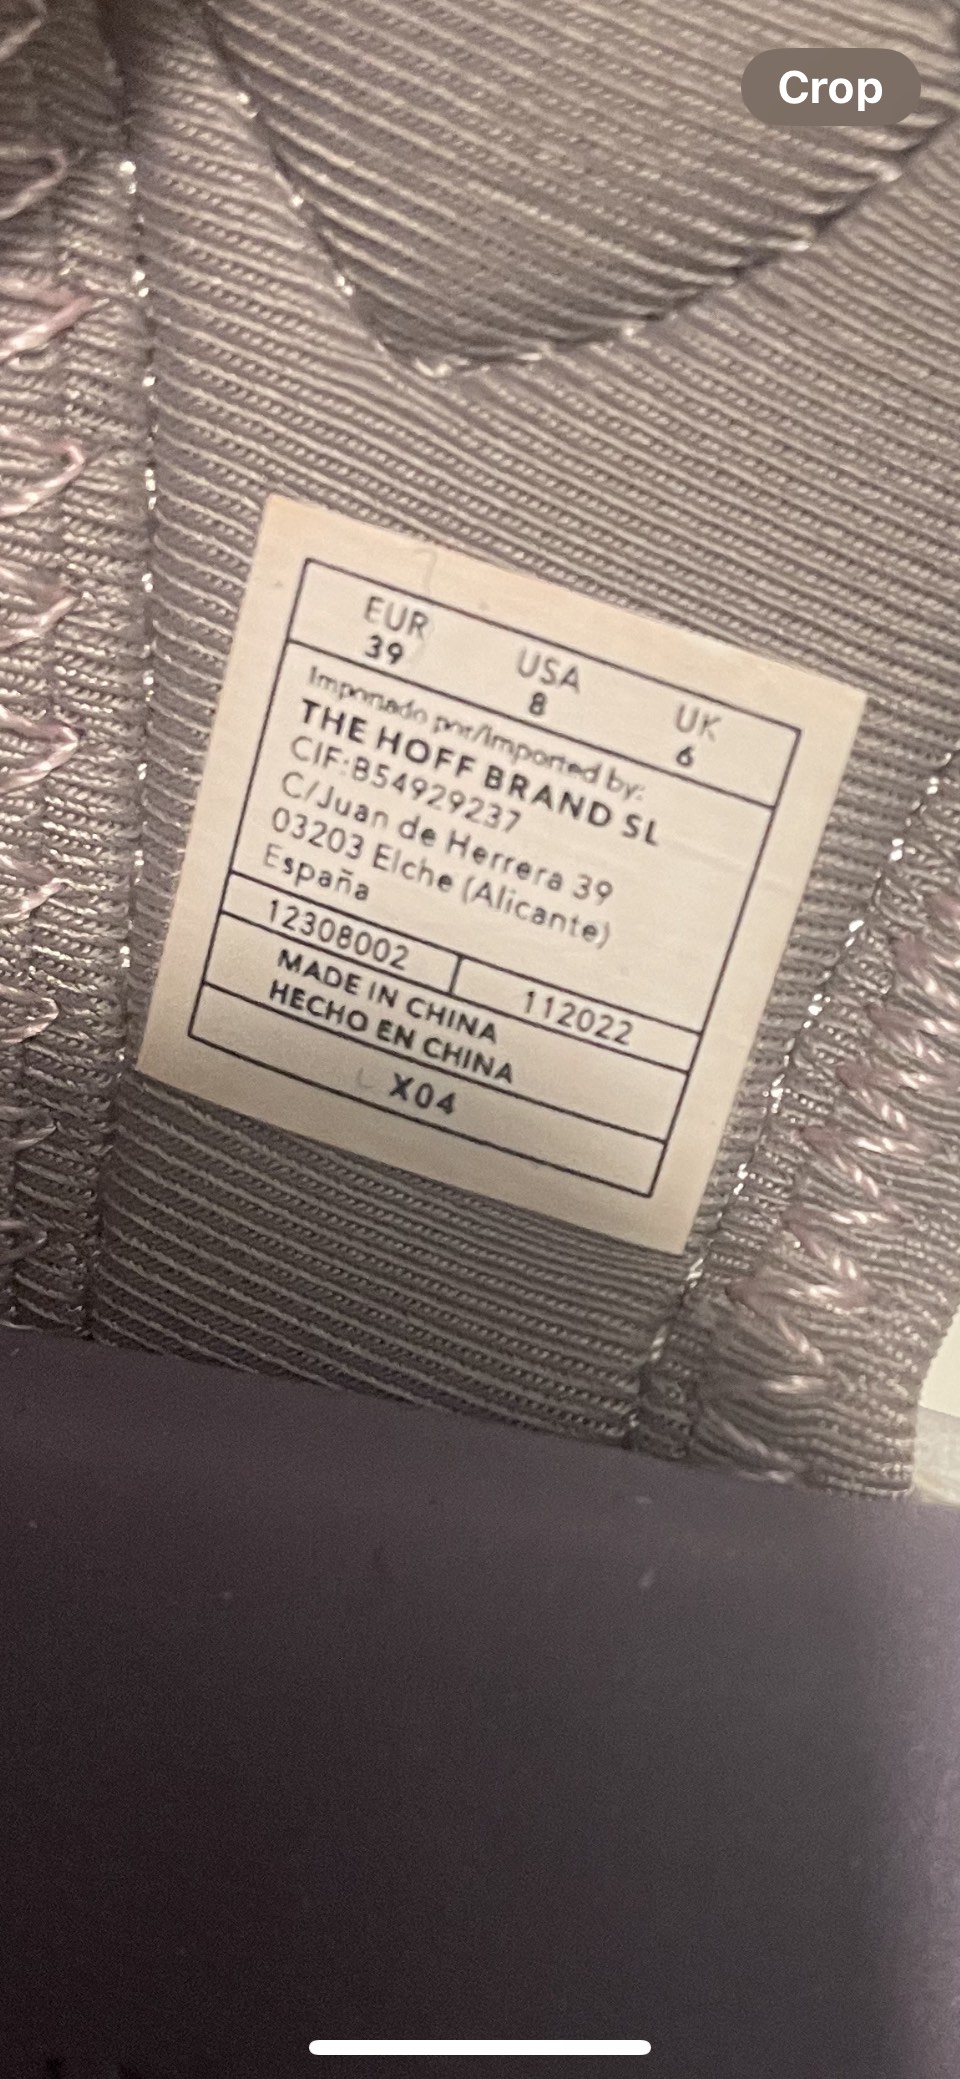 Crop
EUR USA UK
39 8 6
Importado por/Imported by:
THE HOFF BRAND SL
CIF:B54929237
C/Juan de Herrera 39
03203 Elche (Alicante)
España
12308002 112022
MADE IN CHINA
HECHO EN CHINA
X04